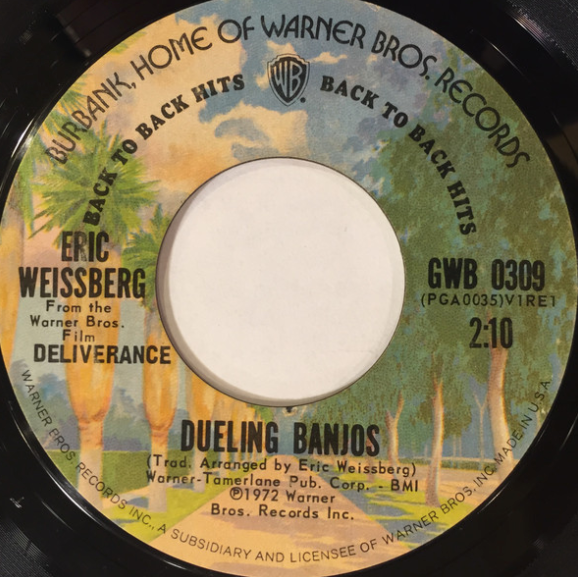 BURBANK, HOME OF WARNER BROS. RECORDS
BACK TO BACK HITS
WB
BACK TO BACK HITS
ERIC
WEISSBERG
From the
Warner Bros.
Film
DELIVERANCE
GWB 0309
(PGA0035)V1RE1
2:10
DUELING BANJOS
(Trad. Arranged by Eric Weissberg)
Warner-Tamerlane Pub. Corp. - BMI
Ⓟ1972 Warner
Bros. Records Inc.
WARNER BROS. RECORDS INC., A SUBSIDIARY AND LICENSEE OF WARNER BROS. INC. MADE IN U.S.A.